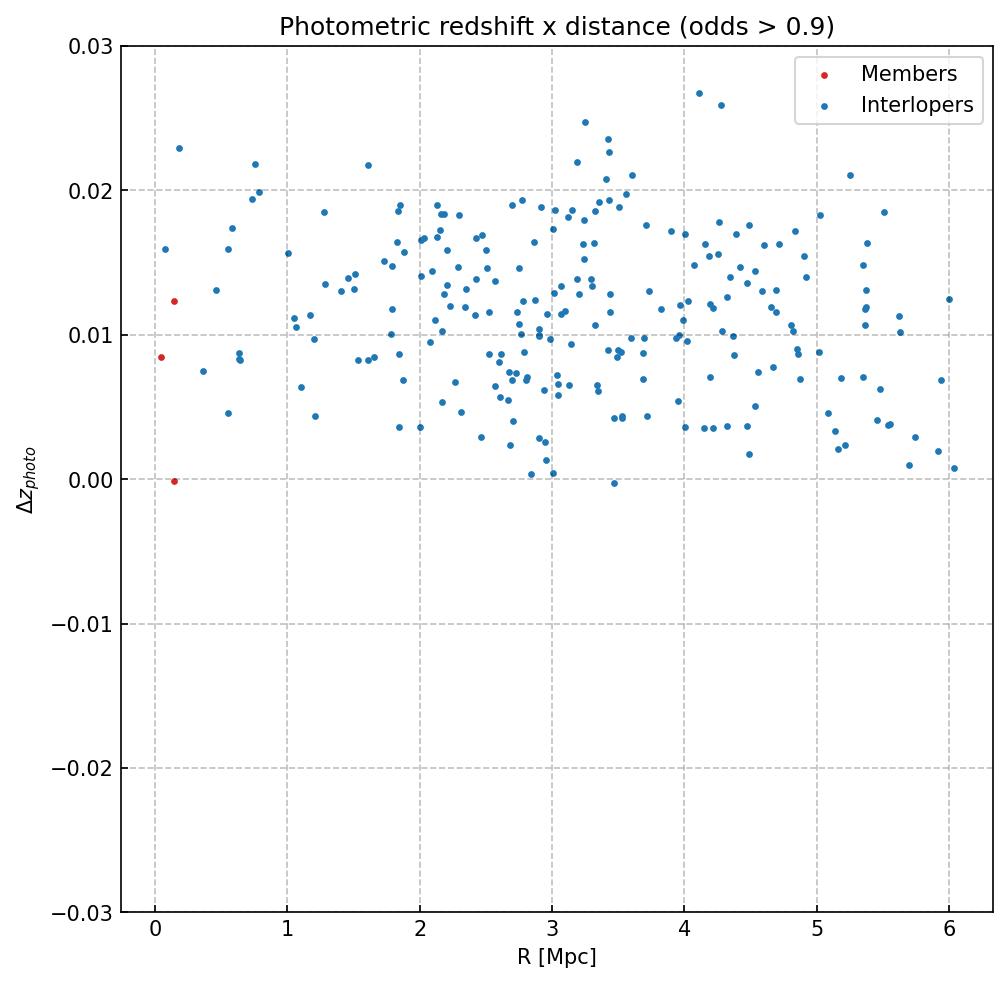 Photometric redshift x distance (odds > 0.9)
Members
Interlopers
0.03
0.02
0.01
0.00
−0.01
−0.02
−0.03
Δz_photo
0 1 2 3 4 5 6
R [Mpc]